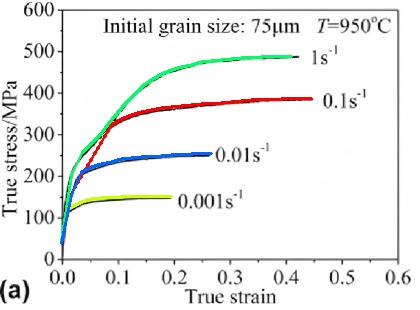 Initial grain size: 75μm T=950°C
1s⁻¹
0.1s⁻¹
0.01s⁻¹
0.001s⁻¹
True stress/MPa
600
500
400
300
200
100
0
0.0 0.1 0.2 0.3 0.4 0.5 0.6
True strain
(a)